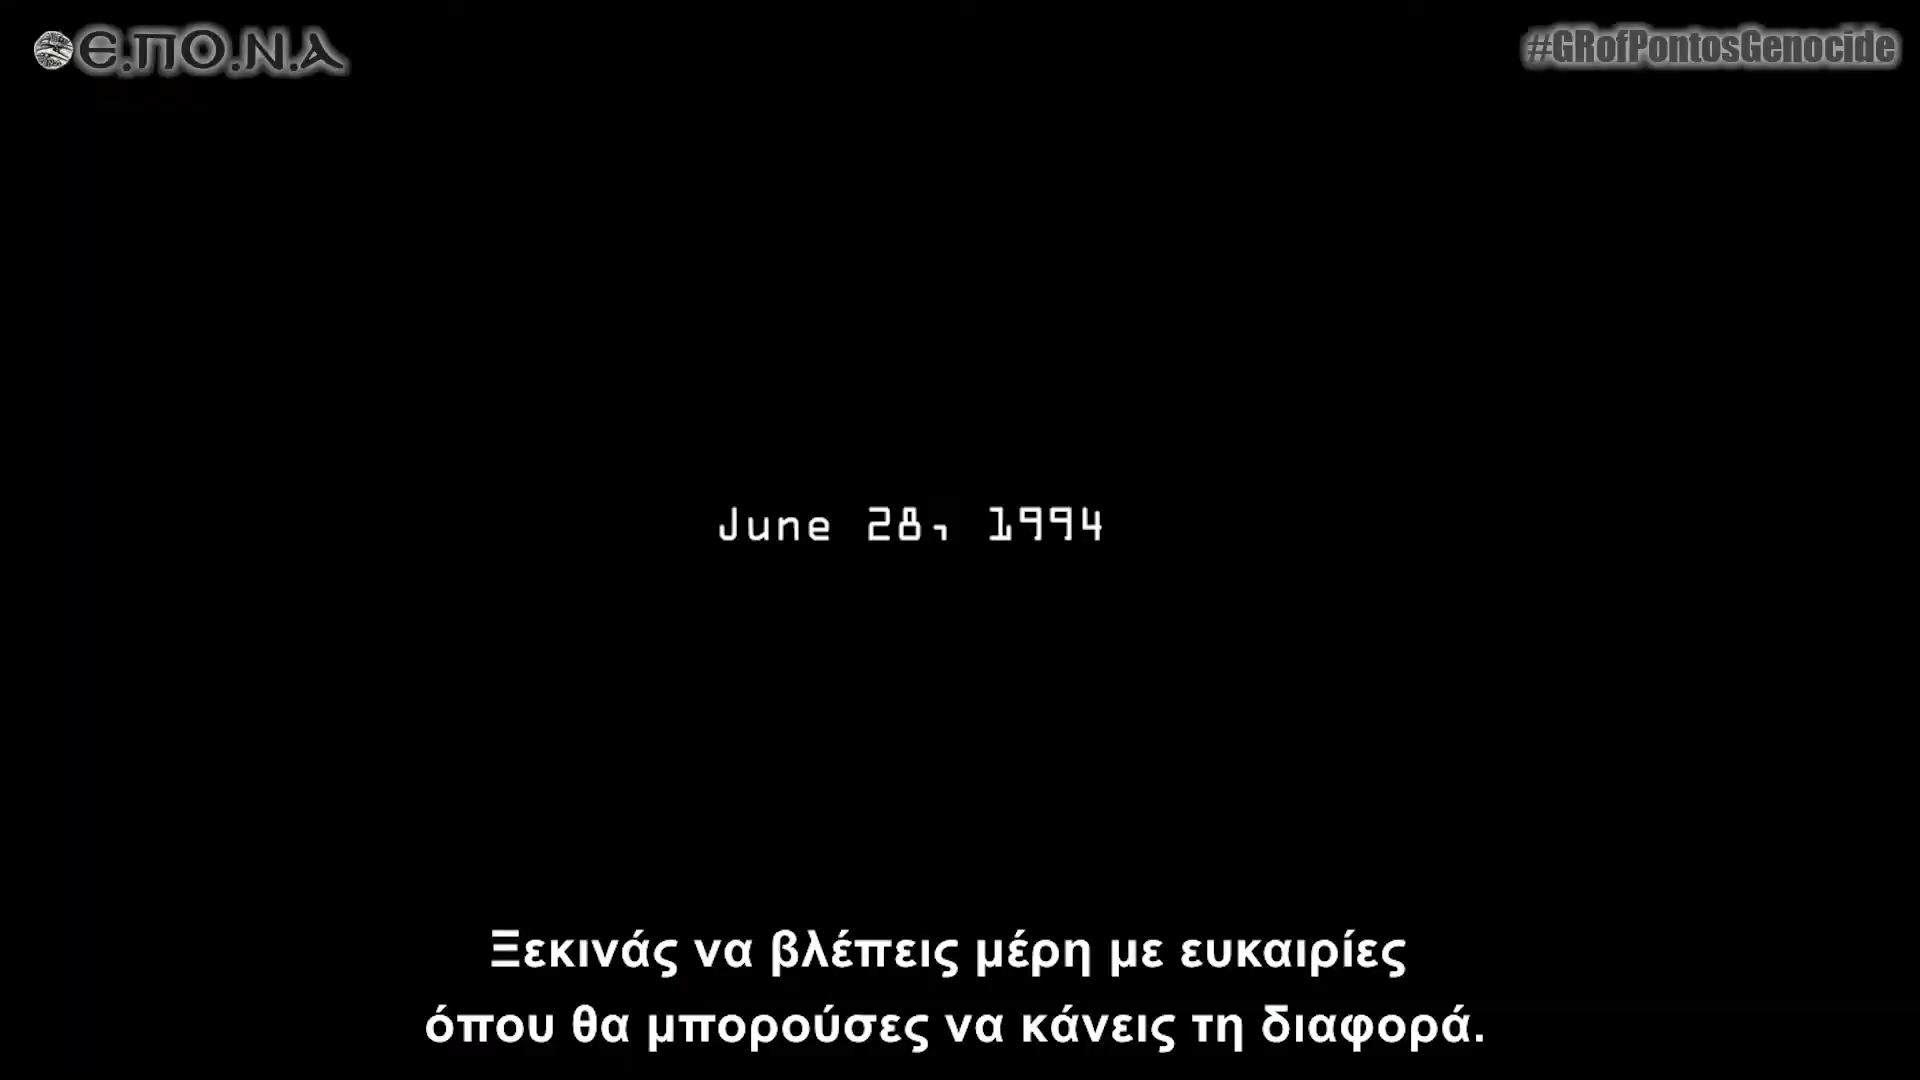 Є.ΠΟ.Ν.Α
#GRofPontosGenocide
June 28, 1994
Ξεκινάς να βλέπεις μέρη με ευκαιρίες
όπου θα μπορούσες να κάνεις τη διαφορά.